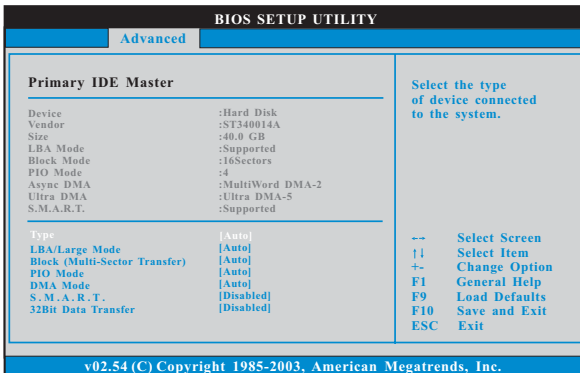 BIOS SETUP UTILITY
Advanced
Primary IDE Master
Device :Hard Disk
Vendor :ST340014A
Size :40.0 GB
LBA Mode :Supported
Block Mode :16Sectors
PIO Mode :4
Async DMA :MultiWord DMA-2
Ultra DMA :Ultra DMA-5
S.M.A.R.T. :Supported
Type [Auto]
LBA/Large Mode [Auto]
Block (Multi-Sector Transfer) [Auto]
PIO Mode [Auto]
DMA Mode [Auto]
S.M.A.R.T. [Disabled]
32Bit Data Transfer [Disabled]
Select the type
of device connected
to the system.
←→ Select Screen
↑↓ Select Item
+- Change Option
F1 General Help
F9 Load Defaults
F10 Save and Exit
ESC Exit
v02.54 (C) Copyright 1985-2003, American Megatrends, Inc.